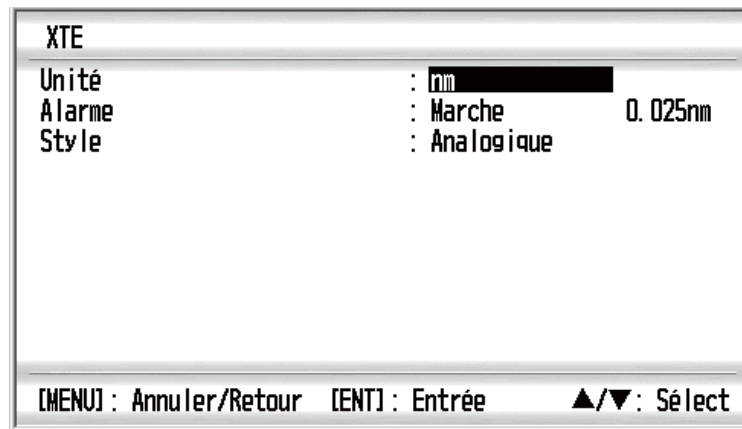 XTE
Unité : nm
Alarme : Marche 0.025nm
Style : Analogique
[MENU] : Annuler/Retour [ENT] : Entrée ▲/▼: Sélect